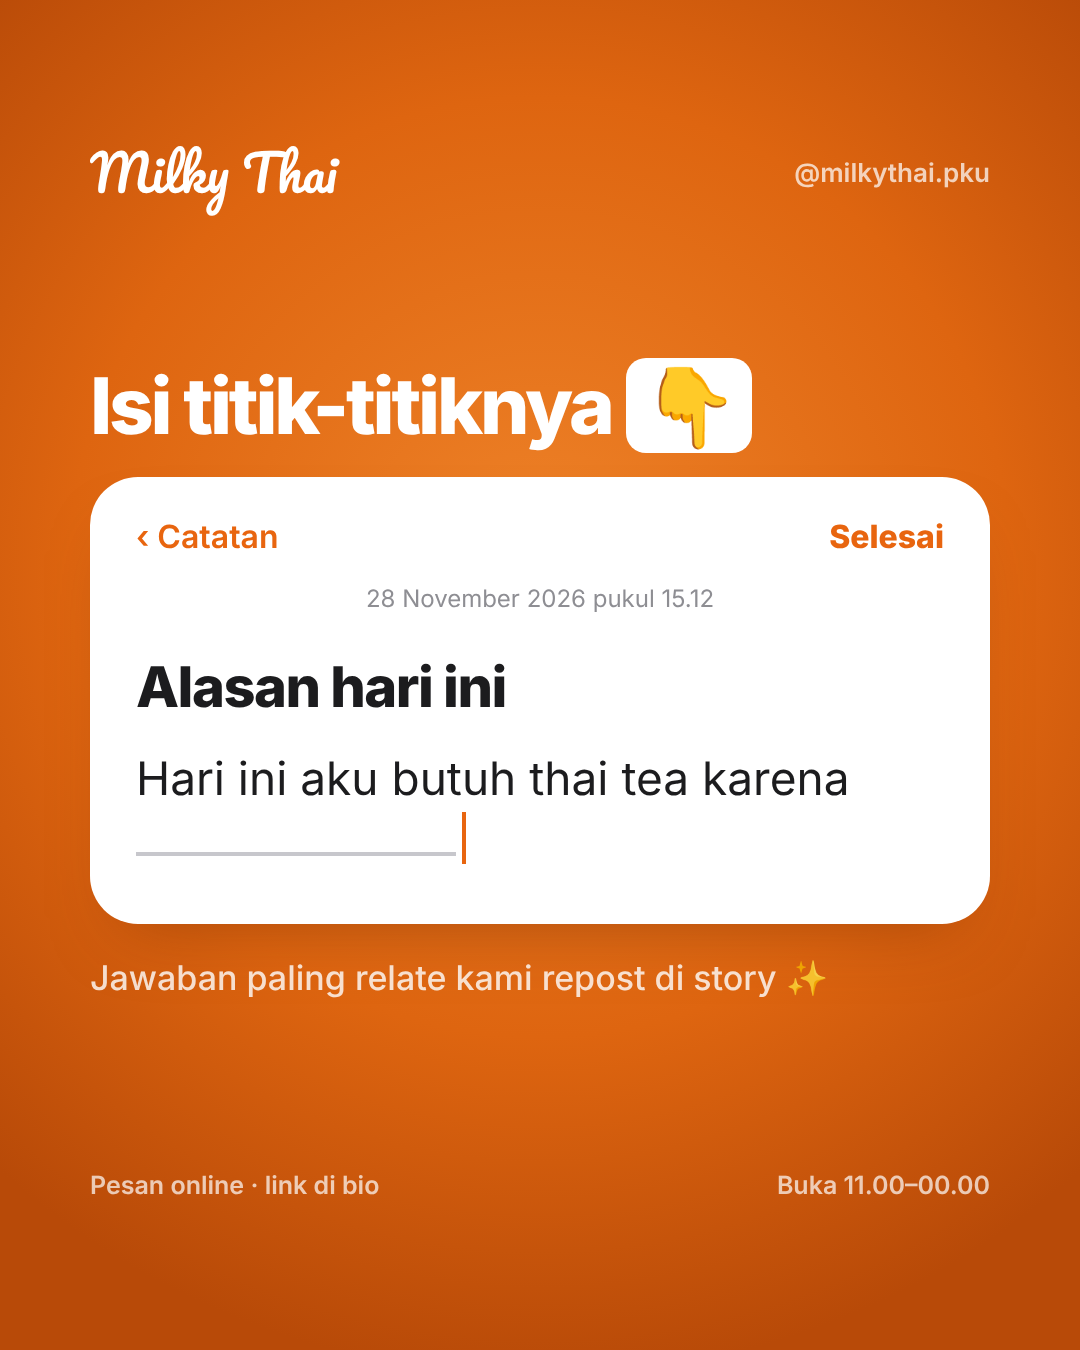 Milky Thai
@milkythai.pku
Isi titik-titiknya 👇
‹ Catatan
Selesai
28 November 2026 pukul 15.12
Alasan hari ini
Hari ini aku butuh thai tea karena
Jawaban paling relate kami repost di story ✨
Pesan online · link di bio
Buka 11.00–00.00